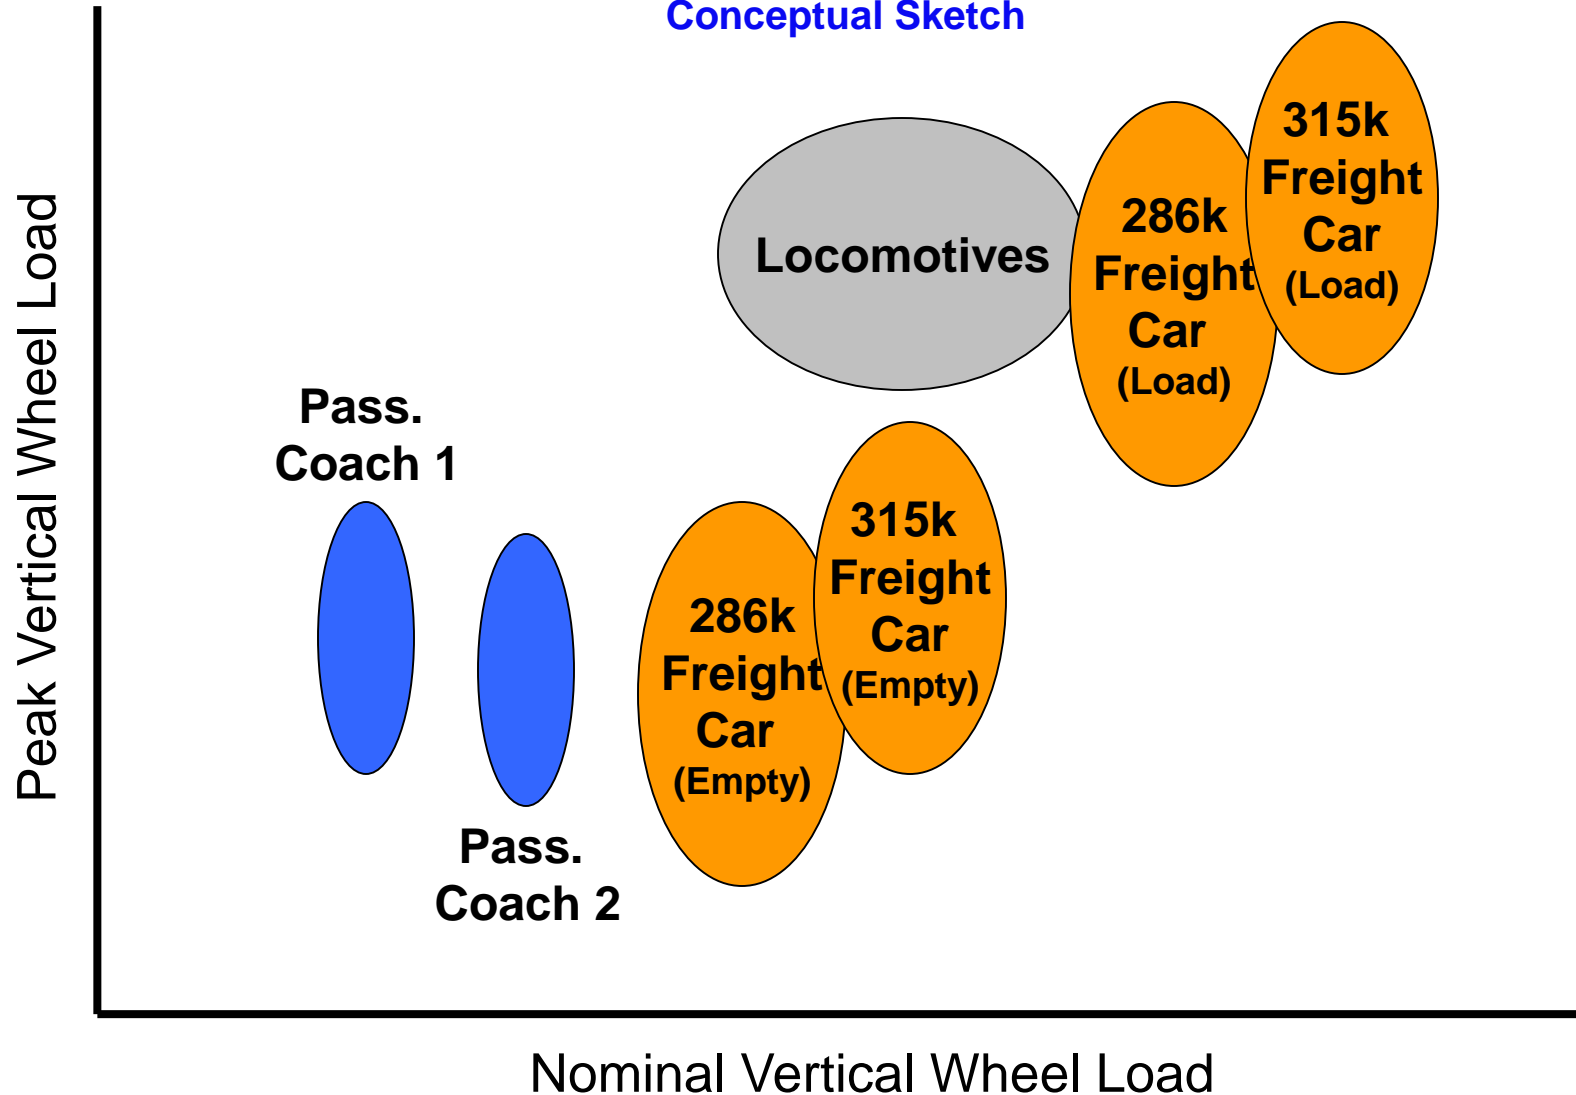 Conceptual Sketch
Peak Vertical Wheel Load
Pass.
Coach 1
Pass.
Coach 2
286k
Freight
Car
(Empty)
315k
Freight
Car
(Empty)
Locomotives
286k
Freight
Car
(Load)
315k
Freight
Car
(Load)
Nominal Vertical Wheel Load